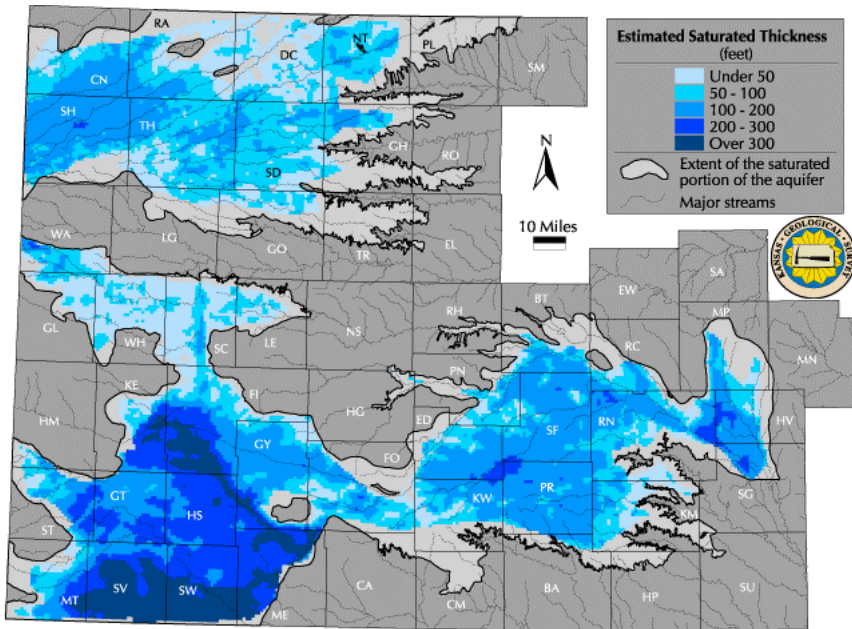 Estimated Saturated Thickness
(feet)
Under 50
50 - 100
100 - 200
200 - 300
Over 300
Extent of the saturated
portion of the aquifer
Major streams
N
10 Miles
KANSAS GEOLOGICAL SURVEY
RA
DC
NT
PL
SM
CN
SH
TH
SD
GH
RO
WA
LG
GO
TR
EL
GL
WH
SC
LE
NS
RH
BT
EW
SA
MP
RC
MN
KE
FI
HM
HG
PN
ED
SF
RN
HV
GY
FO
GT
HS
KW
PR
KM
SG
ST
MT
SV
SW
ME
CA
CM
BA
HP
SU